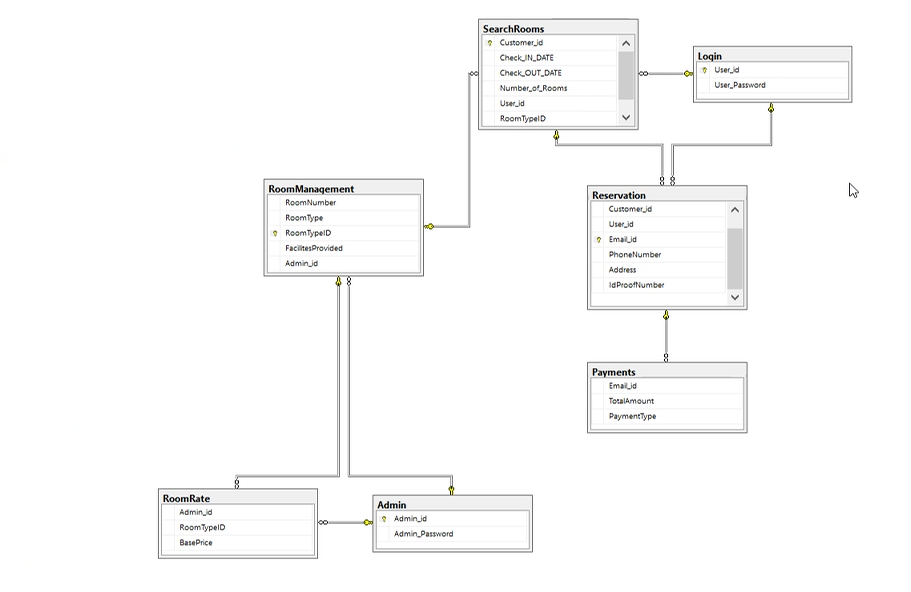 SearchRooms
Customer_id
Check_IN_DATE
Check_OUT_DATE
Number_of_Rooms
User_id
RoomTypeID
Login
User_id
User_Password
RoomManagement
RoomNumber
RoomType
RoomTypeID
FacilitesProvided
Admin_id
Reservation
Customer_id
User_id
Email_id
PhoneNumber
Address
IdProofNumber
Payments
Email_id
TotalAmount
PaymentType
RoomRate
Admin_id
RoomTypeID
BasePrice
Admin
Admin_id
Admin_Password